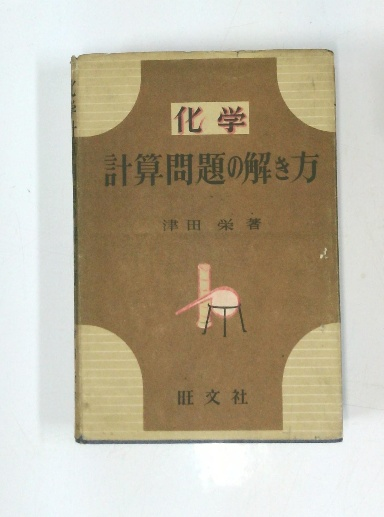 化学
計算問題の解き方
津田 栄 著
旺文社